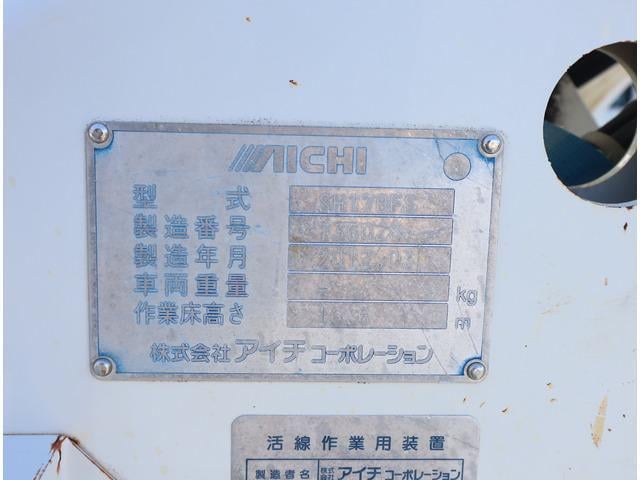 AICHI
型式
製造番号
製造年月
車両重量 kg
作業床高さ m
株式会社 アイチ コーポレーション
活線作業用装置
製造者名 株式会社 アイチ コーポレーション